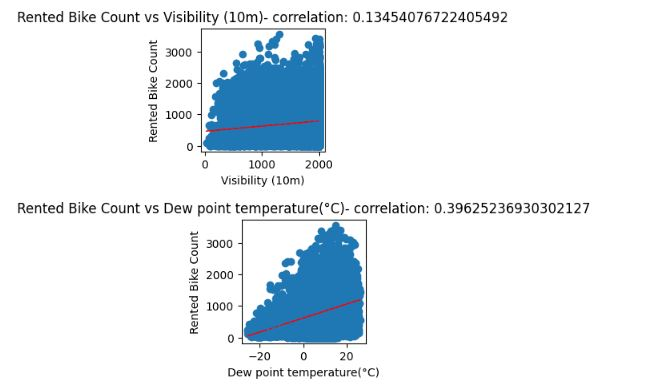 Rented Bike Count vs Visibility (10m)- correlation: 0.13454076722405492
Rented Bike Count
3000
2000
1000
0
0 1000 2000
Visibility (10m)
Rented Bike Count vs Dew point temperature(°C)- correlation: 0.39625236930302127
Rented Bike Count
3000
2000
1000
0
−20 0 20
Dew point temperature(°C)